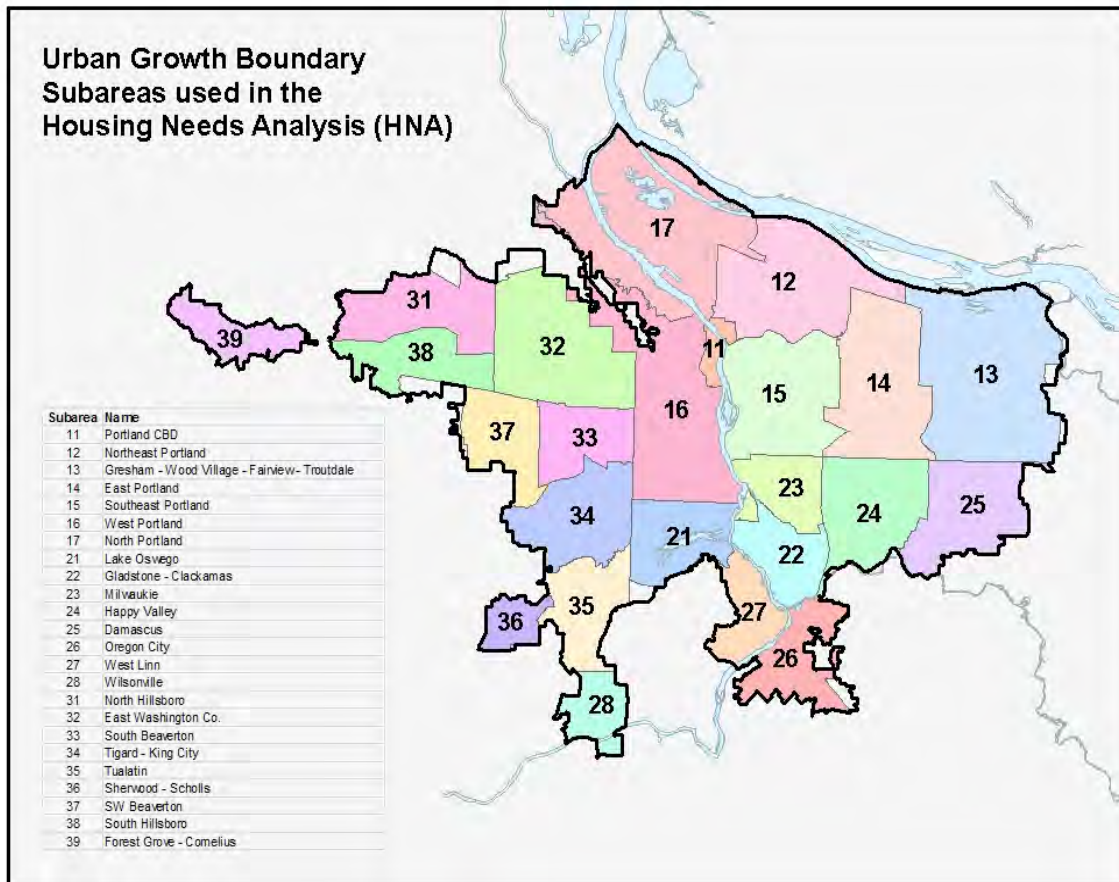 Urban Growth Boundary
Subareas used in the
Housing Needs Analysis (HNA)
17
12
31
39
38
32
11
13
15
14
16
37
33
23
25
24
34
21
22
35
27
36
26
28
Subarea Name
11 Portland CBD
12 Northeast Portland
13 Gresham - Wood Village - Fairview - Troutdale
14 East Portland
15 Southeast Portland
16 West Portland
17 North Portland
21 Lake Oswego
22 Gladstone - Clackamas
23 Milwaukie
24 Happy Valley
25 Damascus
26 Oregon City
27 West Linn
28 Wilsonville
31 North Hillsboro
32 East Washington Co.
33 South Beaverton
34 Tigard - King City
35 Tualatin
36 Sherwood - Scholls
37 SW Beaverton
38 South Hillsboro
39 Forest Grove - Cornelius